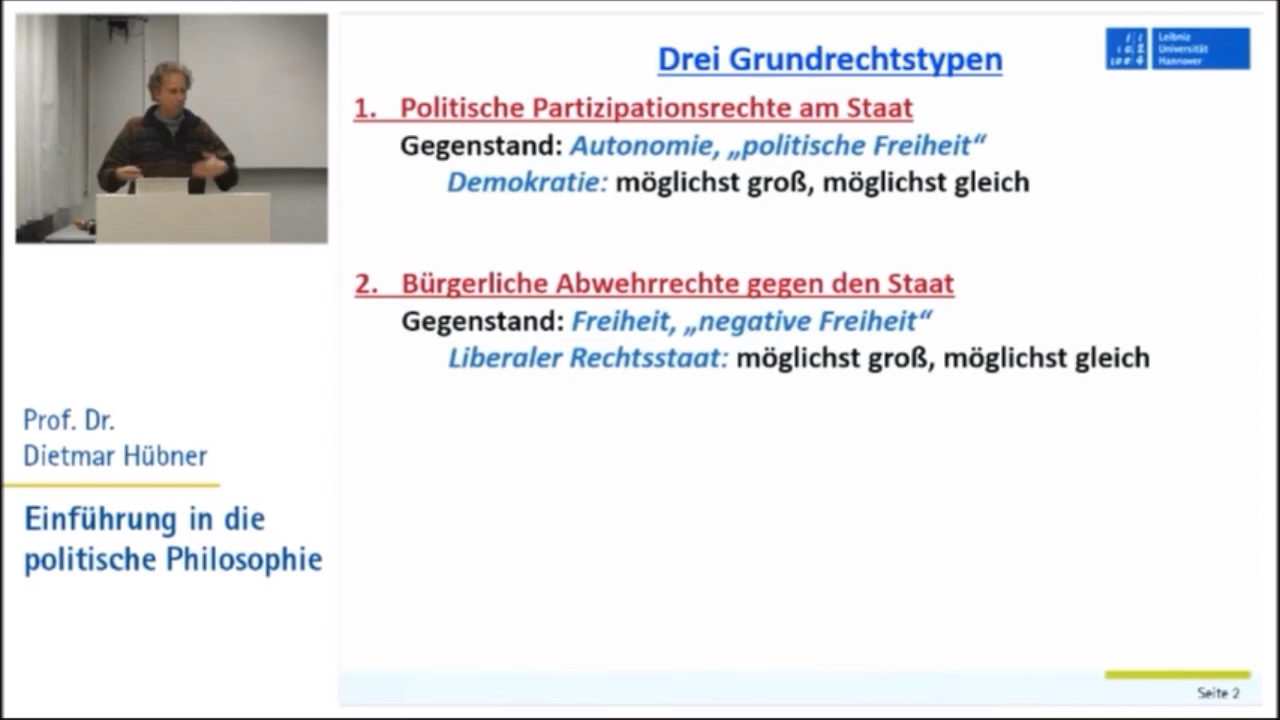 Drei Grundrechtstypen
Leibniz
Universität
Hannover
1. Politische Partizipationsrechte am Staat
Gegenstand: Autonomie, „politische Freiheit“
Demokratie: möglichst groß, möglichst gleich
2. Bürgerliche Abwehrrechte gegen den Staat
Gegenstand: Freiheit, „negative Freiheit“
Liberaler Rechtsstaat: möglichst groß, möglichst gleich
Prof. Dr.
Dietmar Hübner
Einführung in die
politische Philosophie
Seite 2